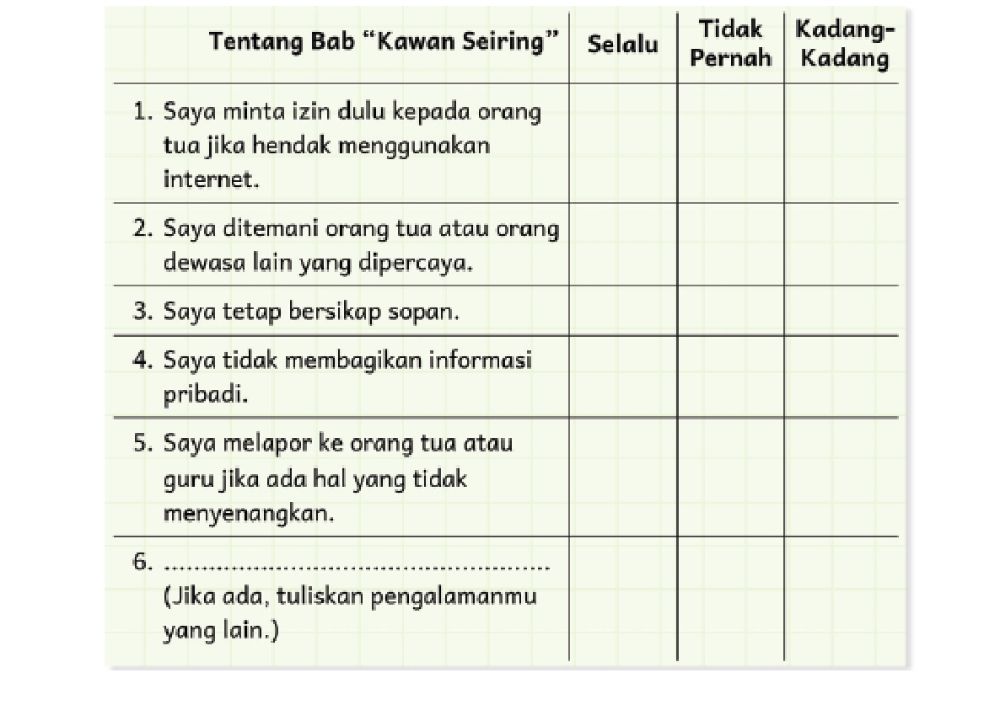 Tentang Bab “Kawan Seiring”
Selalu
Tidak
Pernah
Kadang-
Kadang
1. Saya minta izin dulu kepada orang
tua jika hendak menggunakan
internet.
2. Saya ditemani orang tua atau orang
dewasa lain yang dipercaya.
3. Saya tetap bersikap sopan.
4. Saya tidak membagikan informasi
pribadi.
5. Saya melapor ke orang tua atau
guru jika ada hal yang tidak
menyenangkan.
6. ...................................................
(Jika ada, tuliskan pengalamanmu
yang lain.)